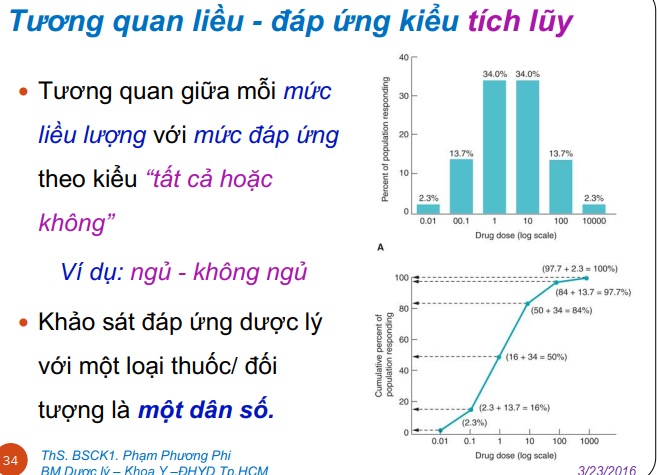 Tương quan liều - đáp ứng kiểu tích lũy
• Tương quan giữa mỗi mức
liều lượng với mức đáp ứng
theo kiểu “tất cả hoặc
không”
Ví dụ: ngủ - không ngủ
• Khảo sát đáp ứng dược lý
với một loại thuốc/ đối
tượng là một dân số.
Percent of population responding
40
30
20
10
0
2.3%
13.7%
34.0% 34.0%
13.7%
2.3%
0.01 00.1 1 10 100 10000
Drug dose (log scale)
A
Cumulative percent of
population responding
100
80
60
40
20
0
(97.7 + 2.3 = 100%)
(84 + 13.7 = 97.7%)
(50 + 34 = 84%)
(16 + 34 = 50%)
(2.3 + 13.7 = 16%)
(2.3%)
0.01 0.1 1 10 100 1000
Drug dose (log scale)
34
ThS. BSCK1. Phạm Phương Phi
BM Dược lý – Khoa Y –ĐHYD Tp.HCM
3/23/2016